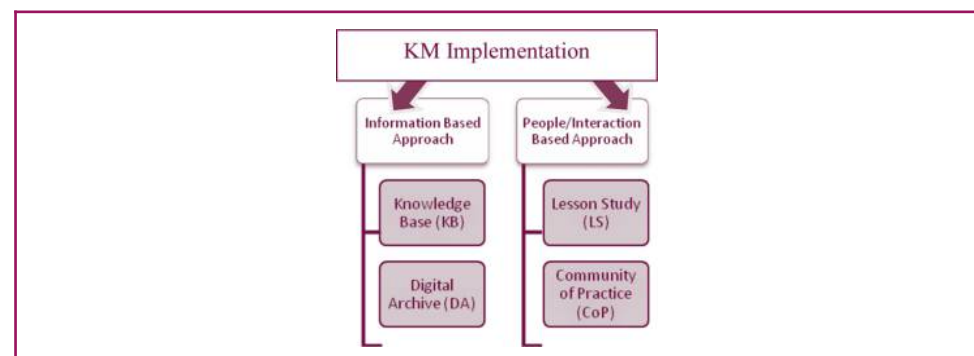 KM Implementation
Information Based
Approach
People/Interaction
Based Approach
Knowledge
Base (KB)
Lesson Study
(LS)
Digital
Archive (DA)
Community
of Practice
(CoP)